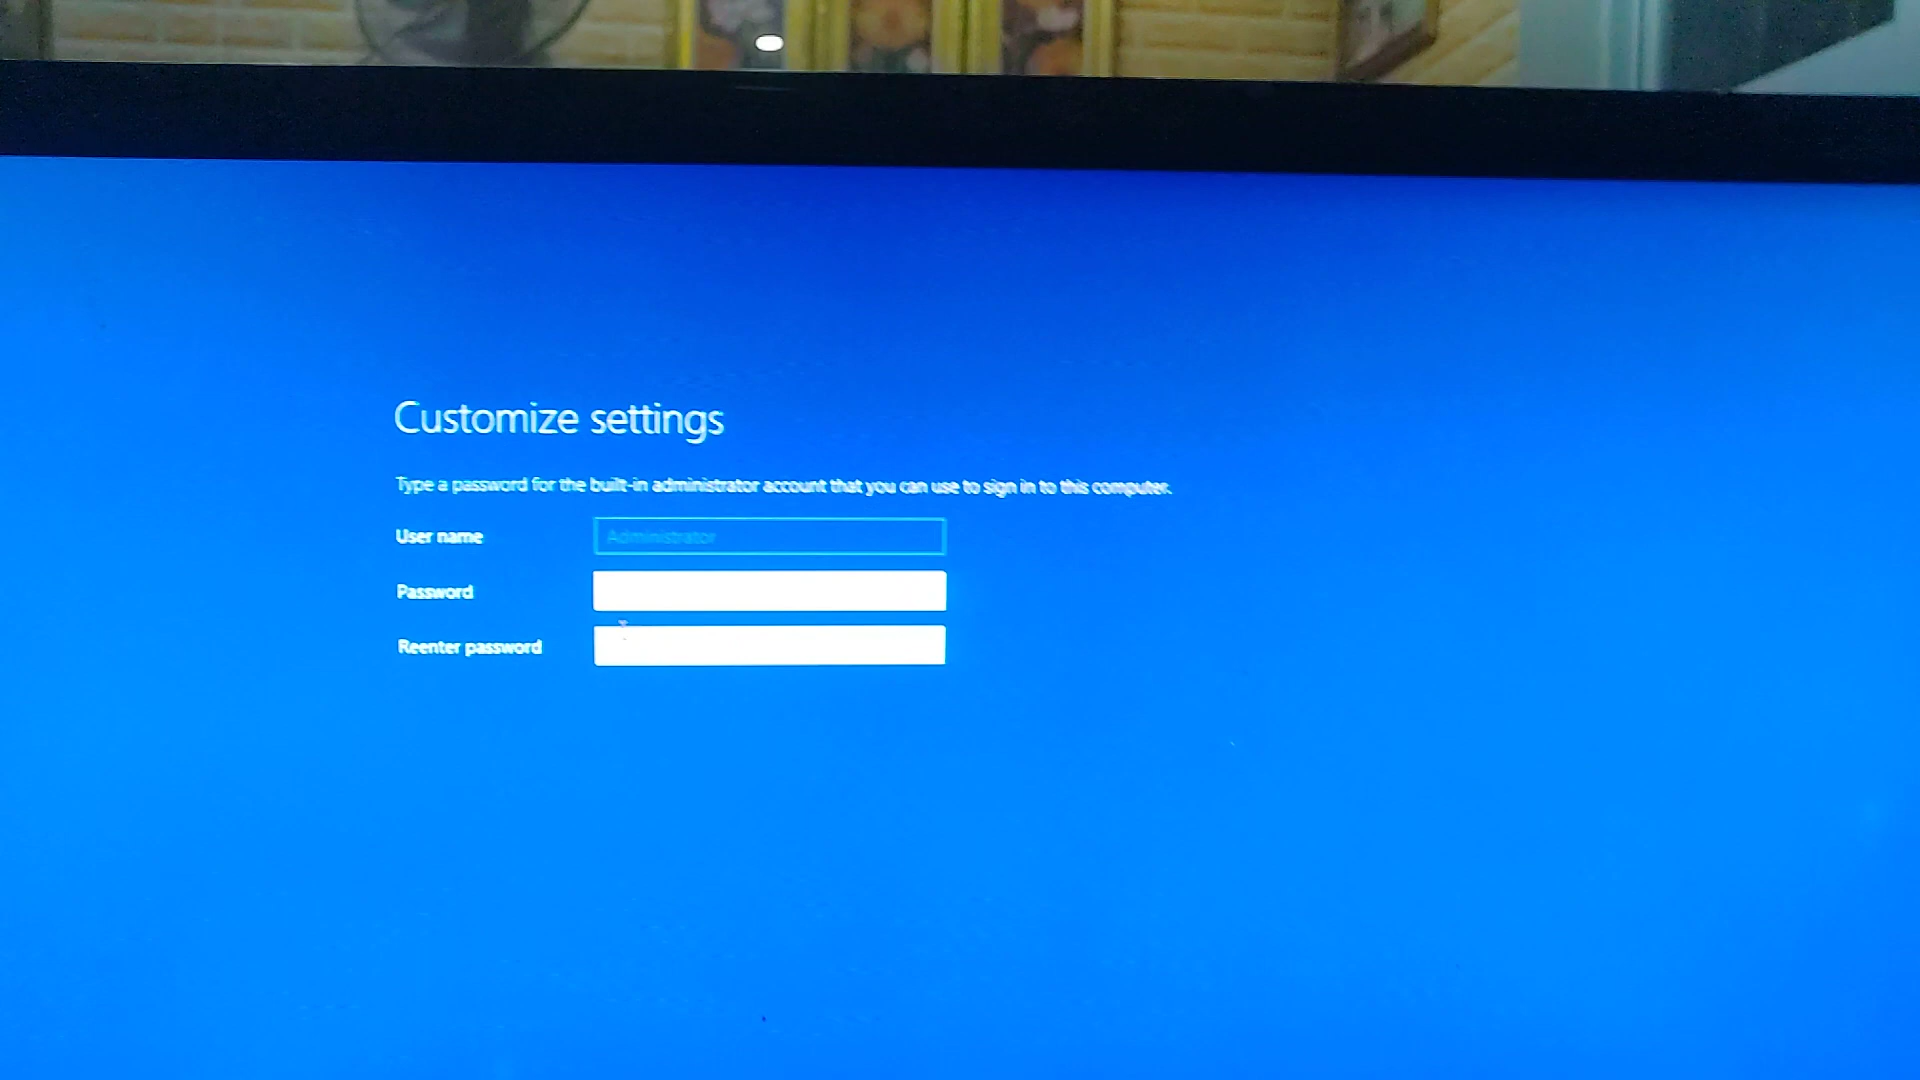 Customize settings
Type a password for the built-in administrator account that you can use to sign in to this computer.
User name
Administrator
Password
Reenter password